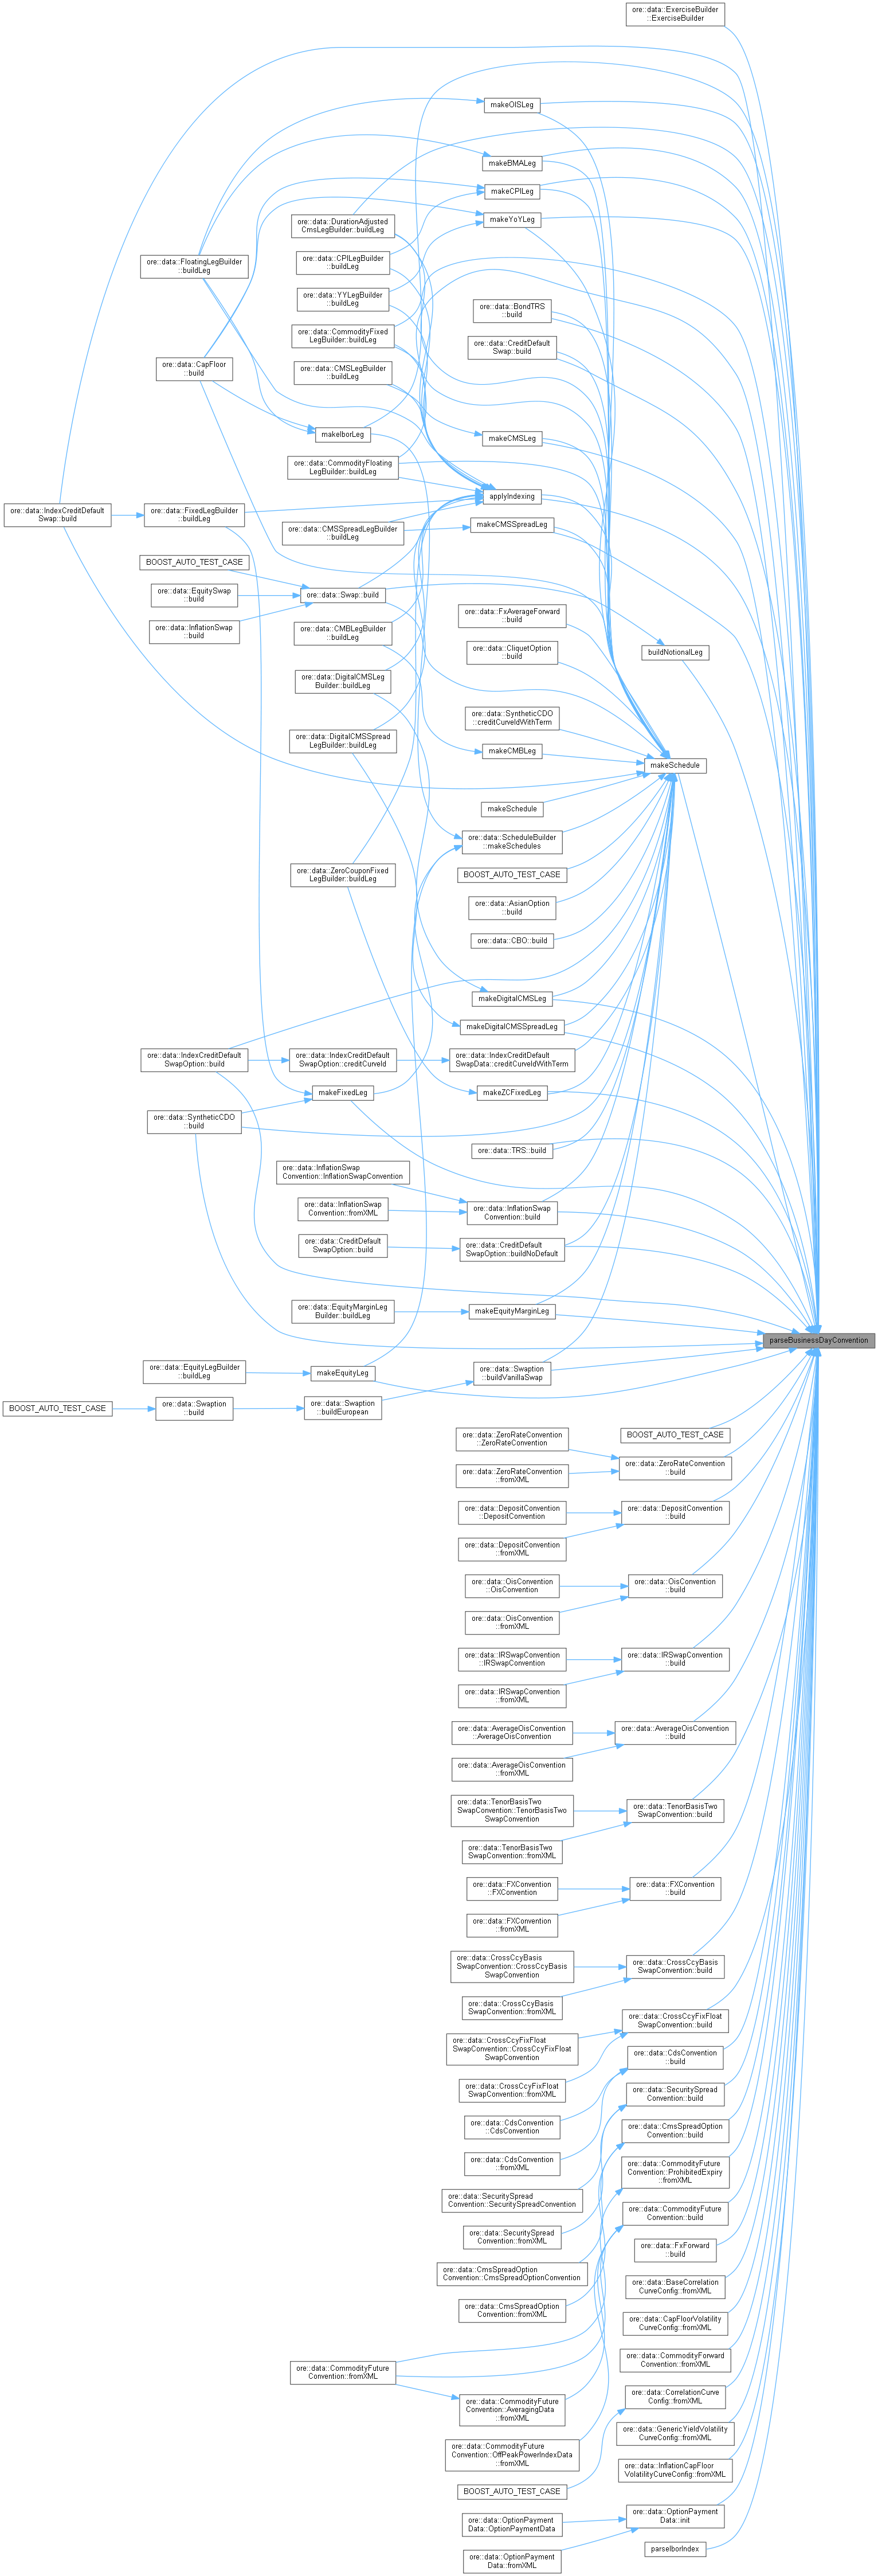 ore::data::ExerciseBuilder
::ExerciseBuilder
makeOISLeg
makeBMALeg
makeCPILeg
ore::data::DurationAdjusted
CmsLegBuilder::buildLeg
makeYoYLeg
ore::data::FloatingLegBuilder
::buildLeg
ore::data::CPILegBuilder
::buildLeg
ore::data::YYLegBuilder
::buildLeg
ore::data::BondTRS
::build
ore::data::CommodityFixed
LegBuilder::buildLeg
ore::data::CreditDefault
Swap::build
ore::data::CapFloor
::build
ore::data::CMSLegBuilder
::buildLeg
makeIborLeg
makeCMSLeg
ore::data::CommodityFloating
LegBuilder::buildLeg
applyIndexing
ore::data::IndexCreditDefault
Swap::build
ore::data::FixedLegBuilder
::buildLeg
ore::data::CMSSpreadLegBuilder
::buildLeg
makeCMSSpreadLeg
BOOST_AUTO_TEST_CASE
ore::data::EquitySwap
::build
ore::data::Swap::build
ore::data::InflationSwap
::build
ore::data::FxAverageForward
::build
ore::data::CMBLegBuilder
::buildLeg
ore::data::CliquetOption
::build
buildNotionalLeg
ore::data::DigitalCMSLeg
Builder::buildLeg
ore::data::SyntheticCDO
::creditCurveIdWithTerm
ore::data::DigitalCMSSpread
LegBuilder::buildLeg
makeCMBLeg
makeSchedule
makeSchedule
ore::data::ScheduleBuilder
::makeSchedules
ore::data::ZeroCouponFixed
LegBuilder::buildLeg
BOOST_AUTO_TEST_CASE
ore::data::AsianOption
::build
ore::data::CBO::build
makeDigitalCMSLeg
makeDigitalCMSSpreadLeg
ore::data::IndexCreditDefault
SwapOption::build
ore::data::IndexCreditDefault
SwapOption::creditCurveId
ore::data::IndexCreditDefault
SwapData::creditCurveIdWithTerm
makeFixedLeg
makeZCFixedLeg
ore::data::SyntheticCDO
::build
ore::data::TRS::build
ore::data::InflationSwap
Convention::InflationSwapConvention
ore::data::InflationSwap
Convention::fromXML
ore::data::InflationSwap
Convention::build
ore::data::CreditDefault
SwapOption::build
ore::data::CreditDefault
SwapOption::buildNoDefault
ore::data::EquityMarginLeg
Builder::buildLeg
makeEquityMarginLeg
parseBusinessDayConvention
ore::data::EquityLegBuilder
::buildLeg
makeEquityLeg
ore::data::Swaption
::buildVanillaSwap
BOOST_AUTO_TEST_CASE
ore::data::Swaption
::build
ore::data::Swaption
::buildEuropean
BOOST_AUTO_TEST_CASE
ore::data::ZeroRateConvention
::ZeroRateConvention
ore::data::ZeroRateConvention
::fromXML
ore::data::ZeroRateConvention
::build
ore::data::DepositConvention
::DepositConvention
ore::data::DepositConvention
::build
ore::data::DepositConvention
::fromXML
ore::data::OisConvention
::OisConvention
ore::data::OisConvention
::build
ore::data::OisConvention
::fromXML
ore::data::IRSwapConvention
::IRSwapConvention
ore::data::IRSwapConvention
::build
ore::data::IRSwapConvention
::fromXML
ore::data::AverageOisConvention
::AverageOisConvention
ore::data::AverageOisConvention
::build
ore::data::AverageOisConvention
::fromXML
ore::data::TenorBasisTwo
SwapConvention::TenorBasisTwo
SwapConvention
ore::data::TenorBasisTwo
SwapConvention::build
ore::data::TenorBasisTwo
SwapConvention::fromXML
ore::data::FXConvention
::FXConvention
ore::data::FXConvention
::build
ore::data::FXConvention
::fromXML
ore::data::CrossCcyBasis
SwapConvention::CrossCcyBasis
SwapConvention
ore::data::CrossCcyBasis
SwapConvention::build
ore::data::CrossCcyBasis
SwapConvention::fromXML
ore::data::CrossCcyFixFloat
SwapConvention::build
ore::data::CrossCcyFixFloat
SwapConvention::CrossCcyFixFloat
SwapConvention
ore::data::CdsConvention
::build
ore::data::CrossCcyFixFloat
SwapConvention::fromXML
ore::data::SecuritySpread
Convention::build
ore::data::CdsConvention
::CdsConvention
ore::data::CmsSpreadOption
Convention::build
ore::data::CdsConvention
::fromXML
ore::data::CommodityFuture
Convention::ProhibitedExpiry
::fromXML
ore::data::SecuritySpread
Convention::SecuritySpreadConvention
ore::data::CommodityFuture
Convention::build
ore::data::SecuritySpread
Convention::fromXML
ore::data::FxForward
::build
ore::data::CmsSpreadOption
Convention::CmsSpreadOptionConvention
ore::data::BaseCorrelation
CurveConfig::fromXML
ore::data::CmsSpreadOption
Convention::fromXML
ore::data::CapFloorVolatility
CurveConfig::fromXML
ore::data::CommodityForward
Convention::fromXML
ore::data::CommodityFuture
Convention::fromXML
ore::data::CorrelationCurve
Config::fromXML
ore::data::CommodityFuture
Convention::AveragingData
::fromXML
ore::data::GenericYieldVolatility
CurveConfig::fromXML
ore::data::CommodityFuture
Convention::OffPeakPowerIndexData
::fromXML
ore::data::InflationCapFloor
VolatilityCurveConfig::fromXML
BOOST_AUTO_TEST_CASE
ore::data::OptionPayment
Data::init
ore::data::OptionPayment
Data::OptionPaymentData
parseIborIndex
ore::data::OptionPayment
Data::fromXML